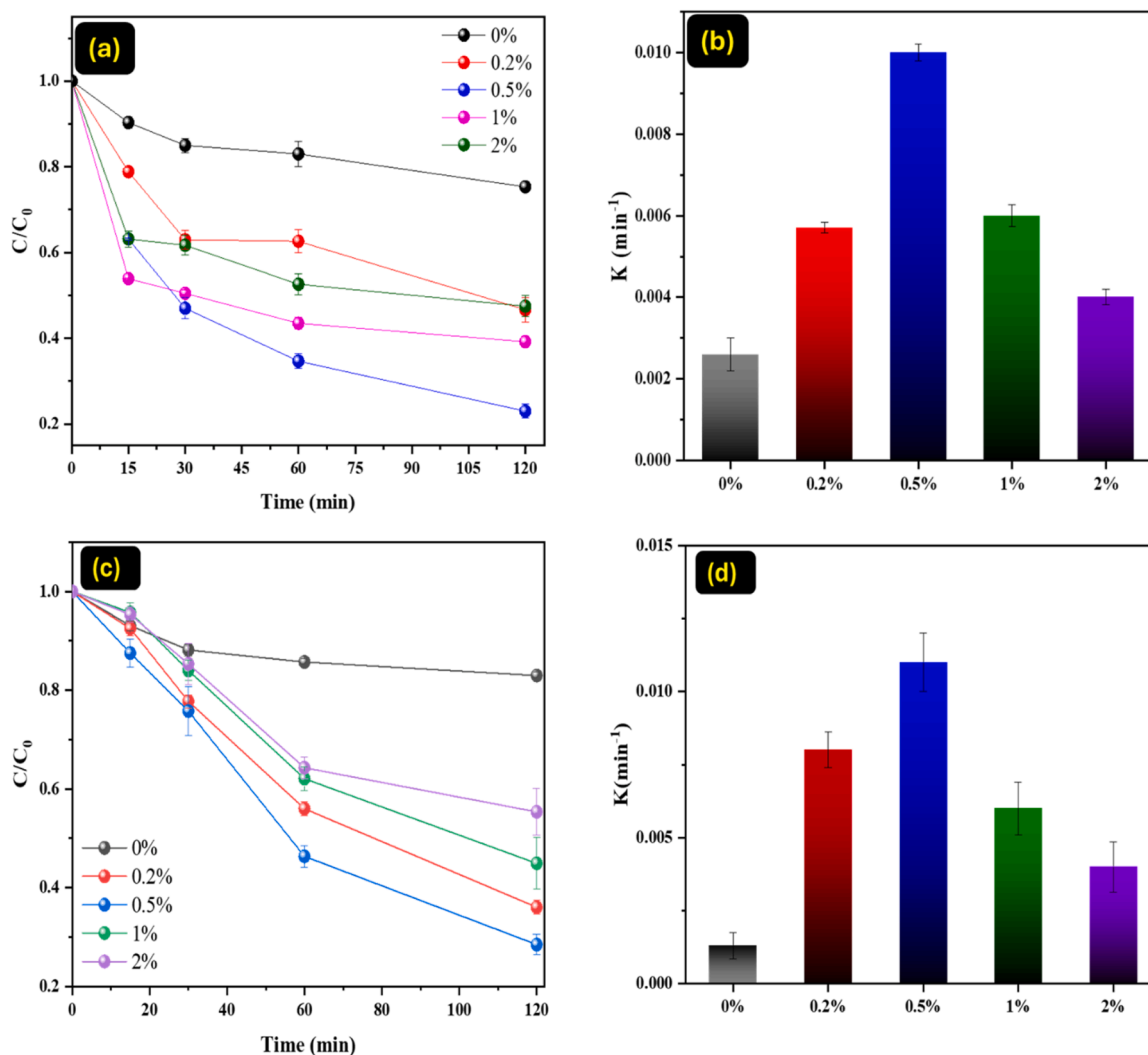 (a)
0%
0.2%
0.5%
1%
2%
1.0
0.8
0.6
0.4
0.2
C/C₀
0 15 30 45 60 75 90 105 120
Time (min)
(b)
0.010
0.008
0.006
0.004
0.002
0.000
K (min⁻¹)
0% 0.2% 0.5% 1% 2%
(c)
1.0
0.8
0.6
0.4
0.2
C/C₀
0%
0.2%
0.5%
1%
2%
0 20 40 60 80 100 120
Time (min)
(d)
0.015
0.010
0.005
0.000
K(min⁻¹)
0% 0.2% 0.5% 1% 2%